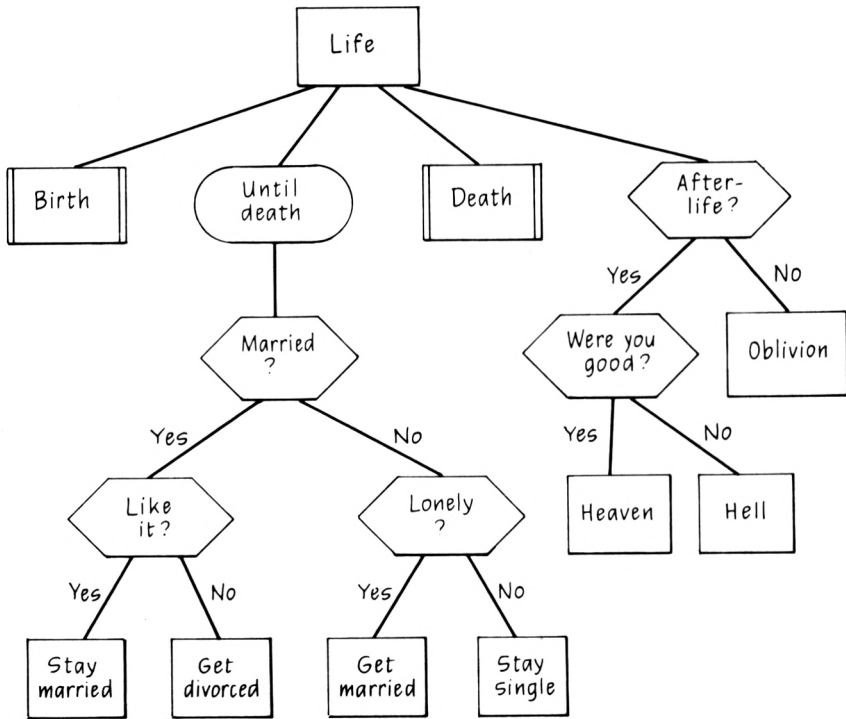 Life
Birth
Until
death
Death
After-
life?
Yes
No
Married
?
Were you
good?
Oblivion
Yes
No
Yes
No
Like
it?
Lonely
?
Heaven
Hell
Yes
No
Yes
No
Stay
married
Get
divorced
Get
married
Stay
single